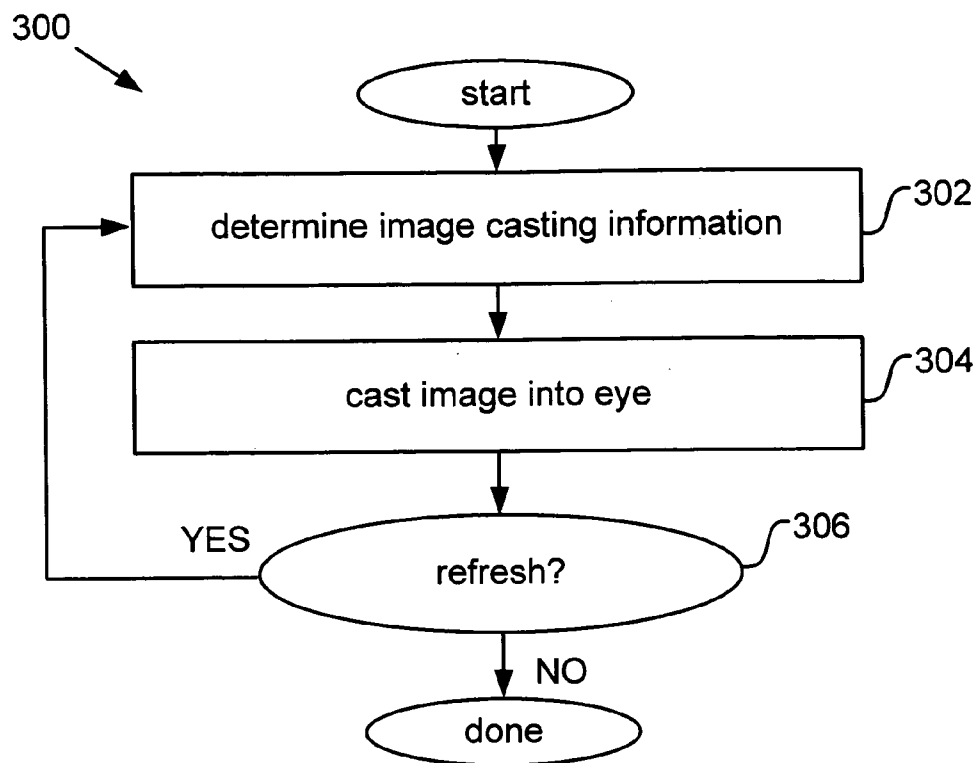 300
start
determine image casting information
302
cast image into eye
304
refresh?
306
YES
NO
done